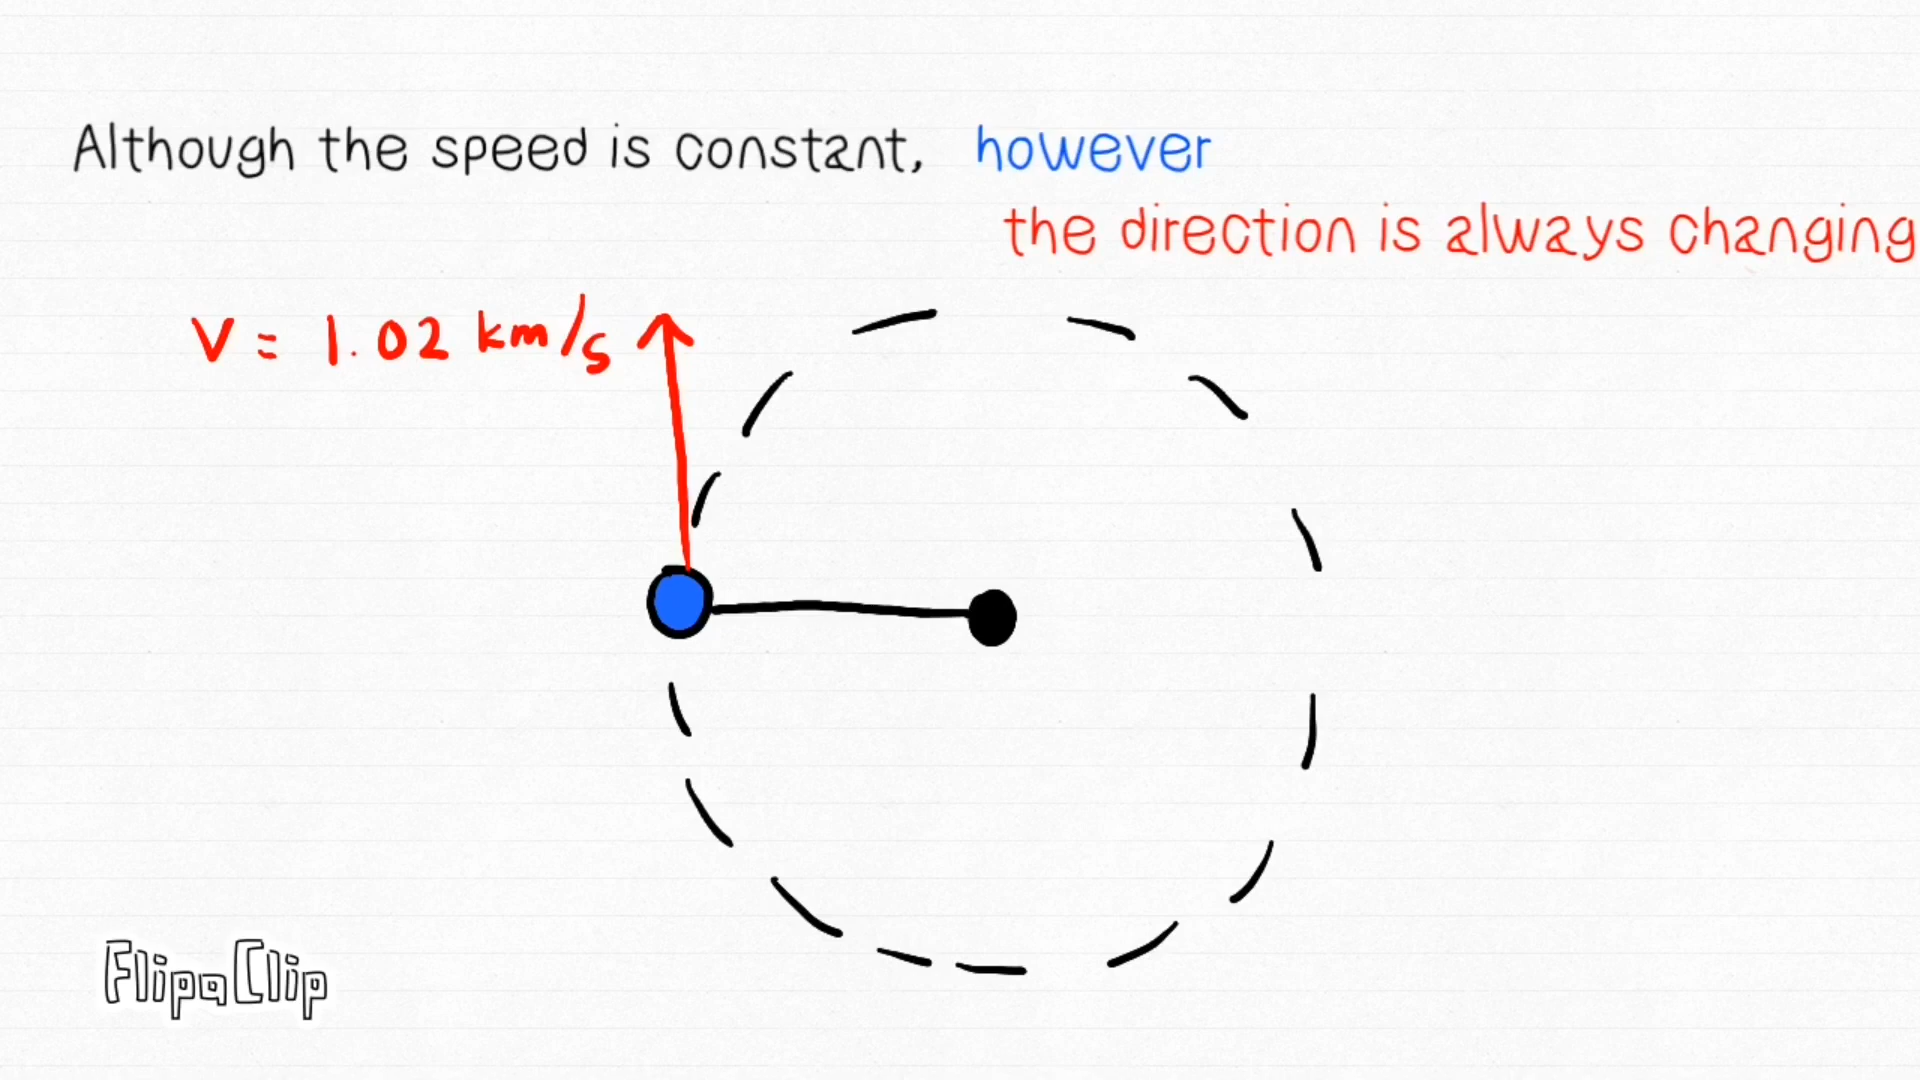 Although the speed is constant, however
the direction is always changing
V = 1.02 km/s
FlipaClip